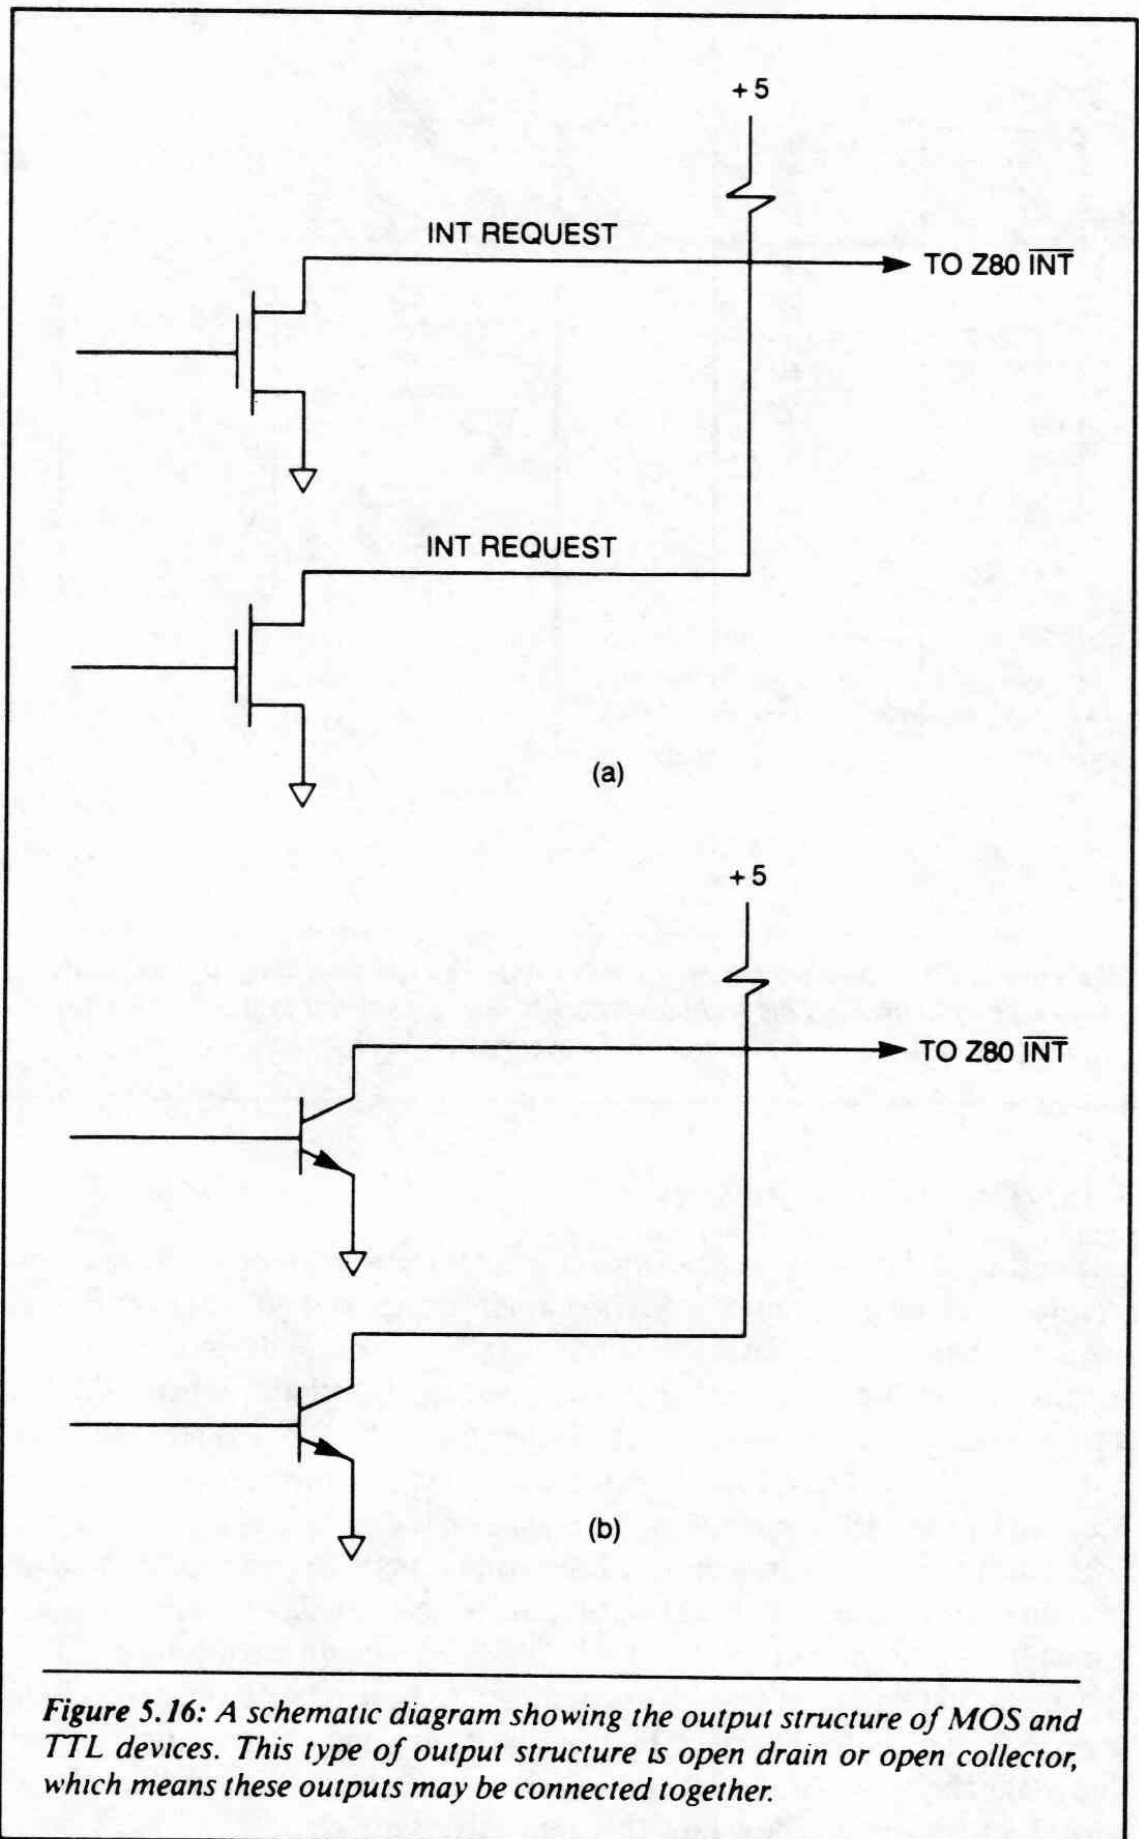 + 5
INT REQUEST
TO Z80 INT
INT REQUEST
(a)
+ 5
TO Z80 INT
(b)
Figure 5.16: A schematic diagram showing the output structure of MOS and
TTL devices. This type of output structure is open drain or open collector,
which means these outputs may be connected together.